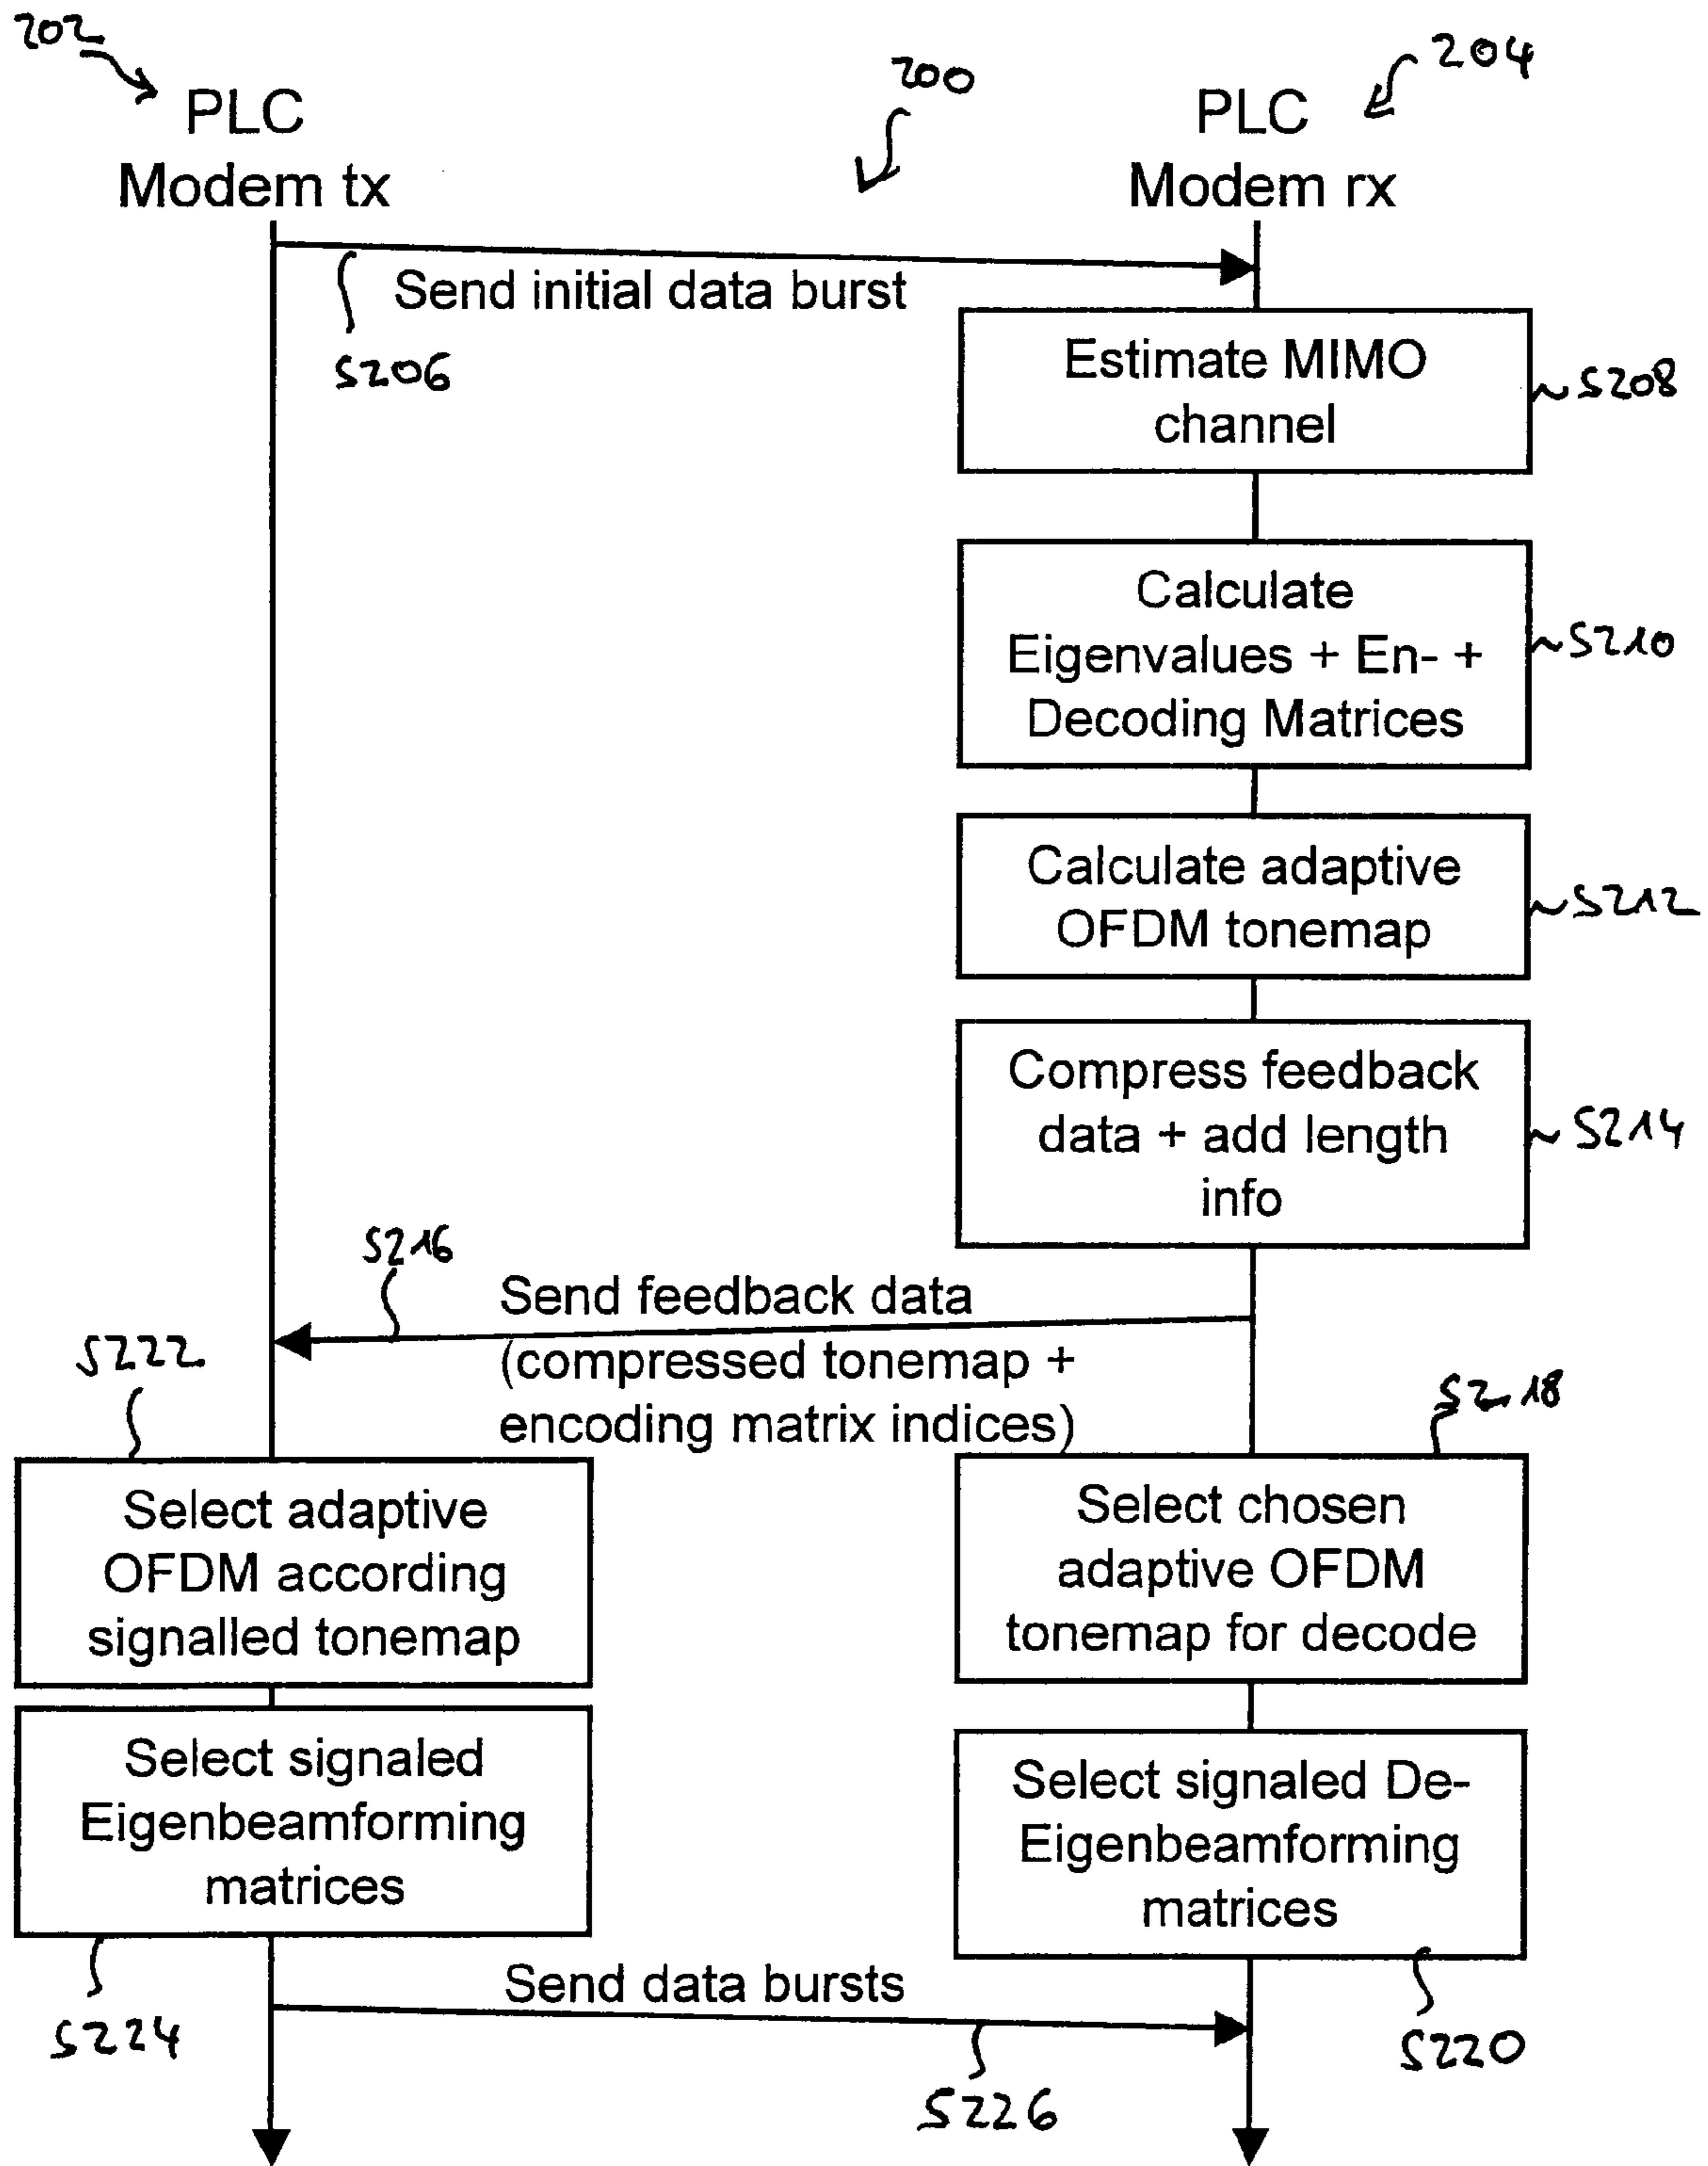 202
204
200
PLC
Modem tx
PLC
Modem rx
Send initial data burst
S206
Estimate MIMO
channel
S208
Calculate
Eigenvalues + En- +
Decoding Matrices
S210
Calculate adaptive
OFDM tonemap
S212
Compress feedback
data + add length
info
S214
S216
Send feedback data
(compressed tonemap +
encoding matrix indices)
S222
S218
Select adaptive
OFDM according
signalled tonemap
Select chosen
adaptive OFDM
tonemap for decode
Select signaled
Eigenbeamforming
matrices
Select signaled De-
Eigenbeamforming
matrices
S224
Send data bursts
S220
S226